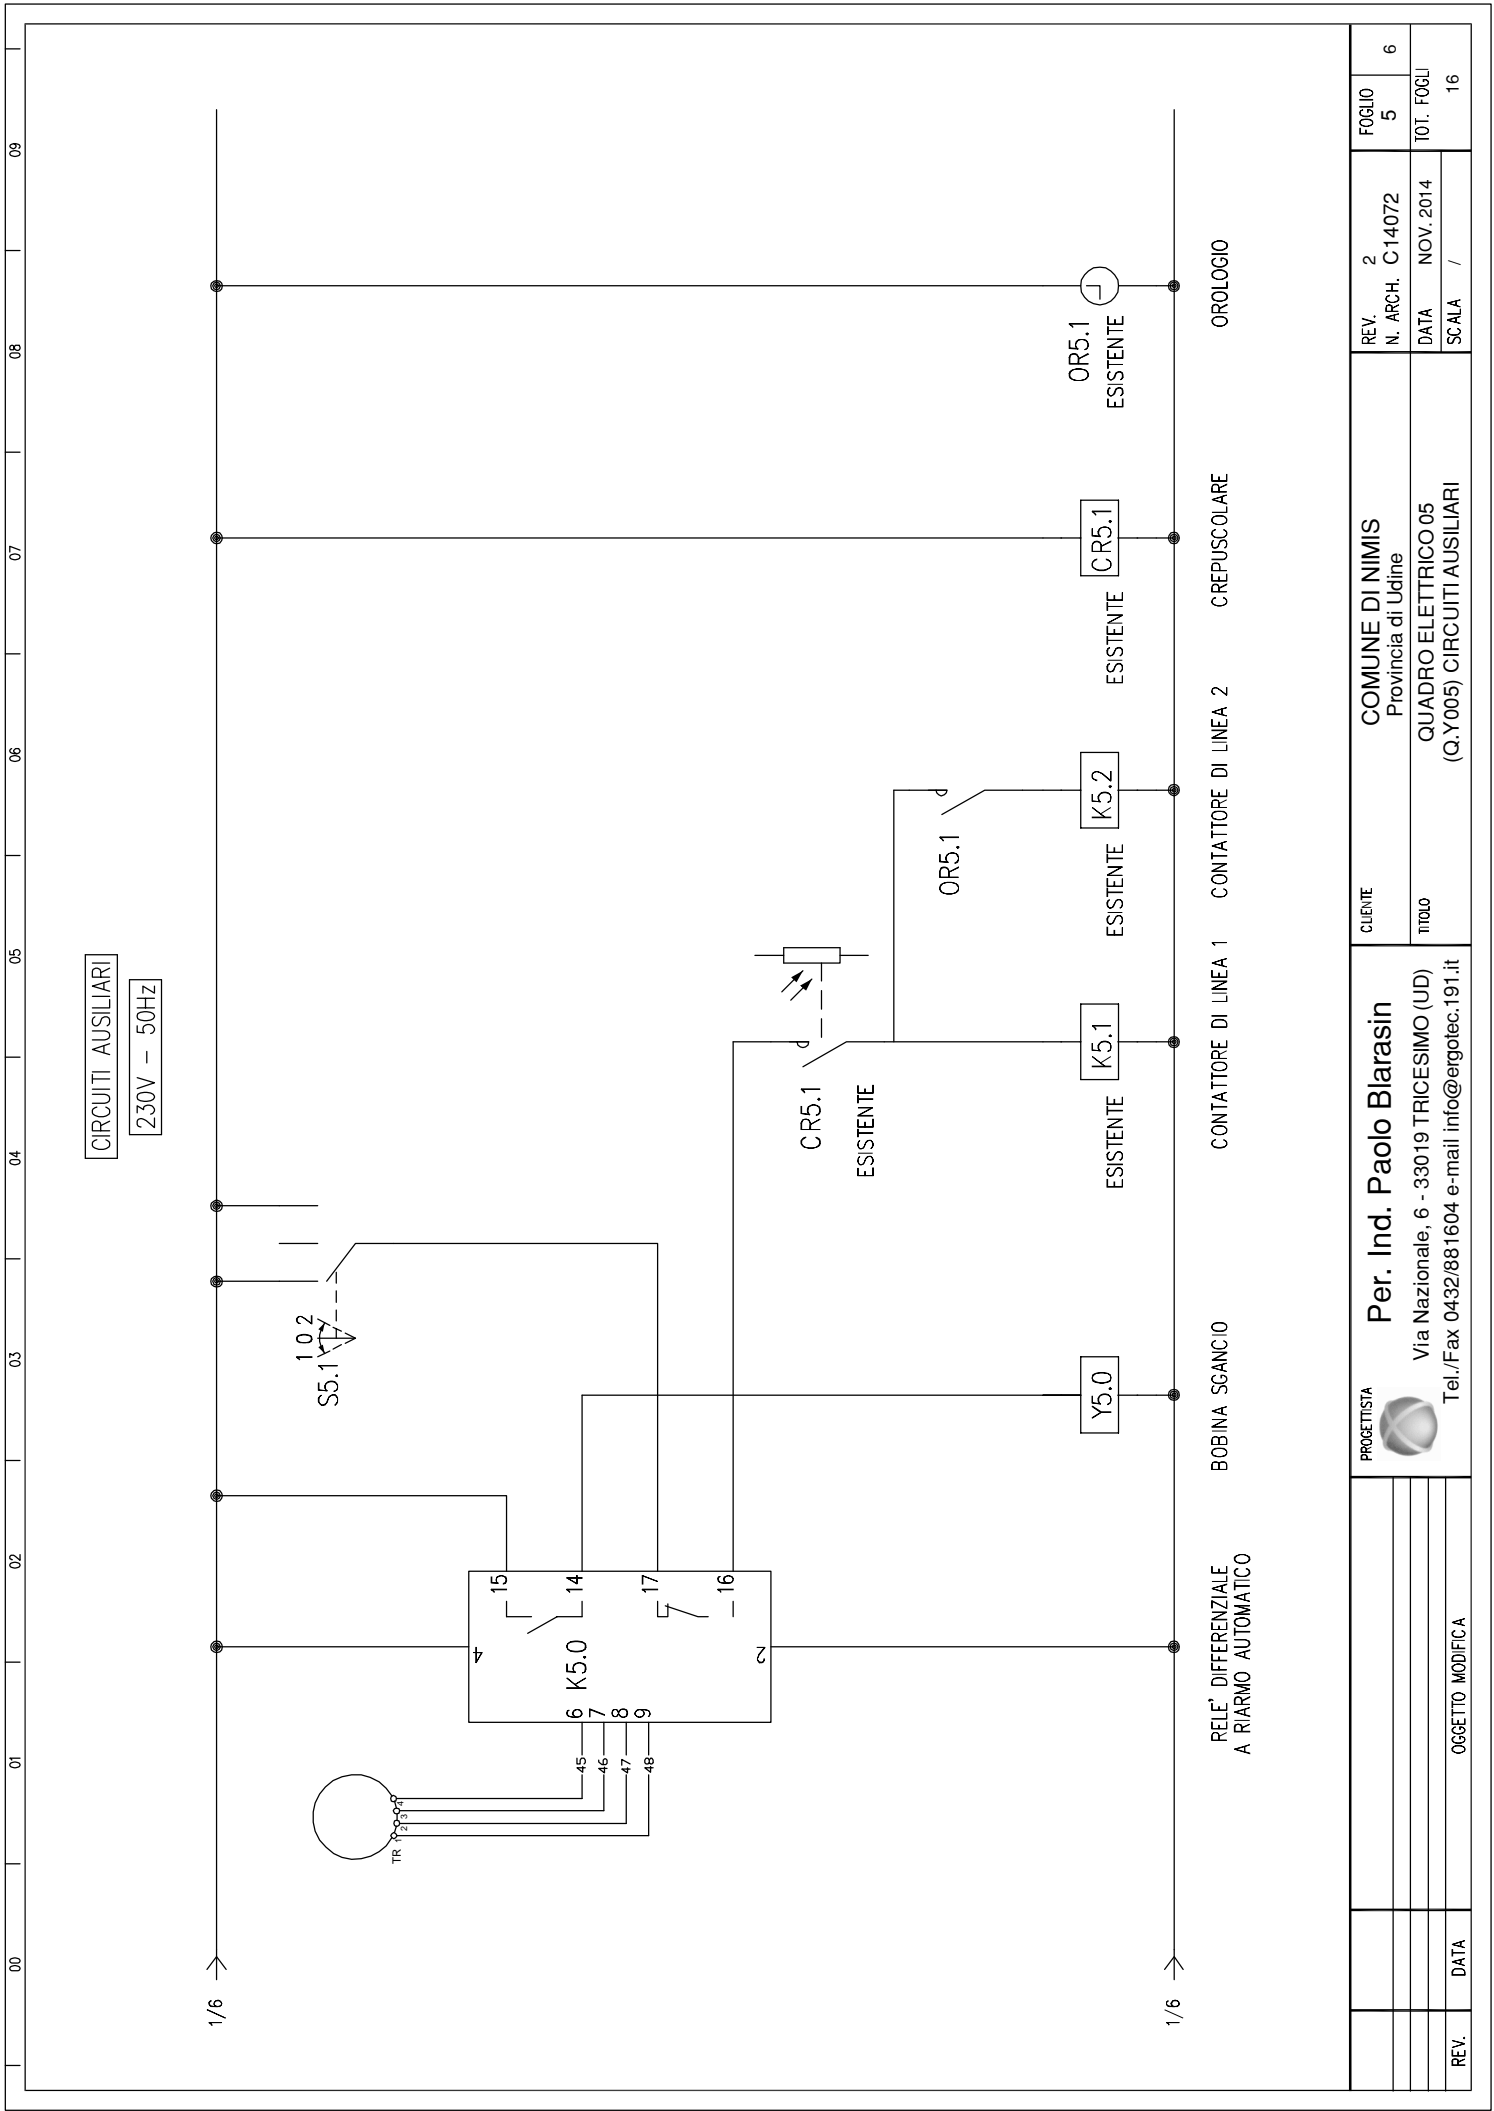 00 01 02 03 04 05 06 07 08 09
CIRCUITI AUSILIARI
230V - 50Hz
1/6
1/6
TR 1 2 3 4
45
46
47
48
6
7
8
9
4
2
K5.0
15
14
17
16
S5.1
1 0 2
CR5.1
ESISTENTE
OR5.1
Y5.0
K5.1
ESISTENTE
K5.2
ESISTENTE
CR5.1
ESISTENTE
OR5.1
ESISTENTE
RELE' DIFFERENZIALE
A RIARMO AUTOMATICO
BOBINA SGANCIO
CONTATTORE DI LINEA 1
CONTATTORE DI LINEA 2
CREPUSCOLARE
OROLOGIO
REV.
DATA
OGGETTO MODIFICA
PROGETTISTA
Per. Ind. Paolo Blarasin
Via Nazionale, 6 - 33019 TRICESIMO (UD)
Tel./Fax 0432/881604 e-mail info@ergotec.191.it
CLIENTE
COMUNE DI NIMIS
Provincia di Udine
TITOLO
QUADRO ELETTRICO 05
(Q.Y005) CIRCUITI AUSILIARI
REV. 2
N. ARCH. C14072
DATA NOV. 2014
SCALA /
FOGLIO
5
6
TOT. FOGLI
16